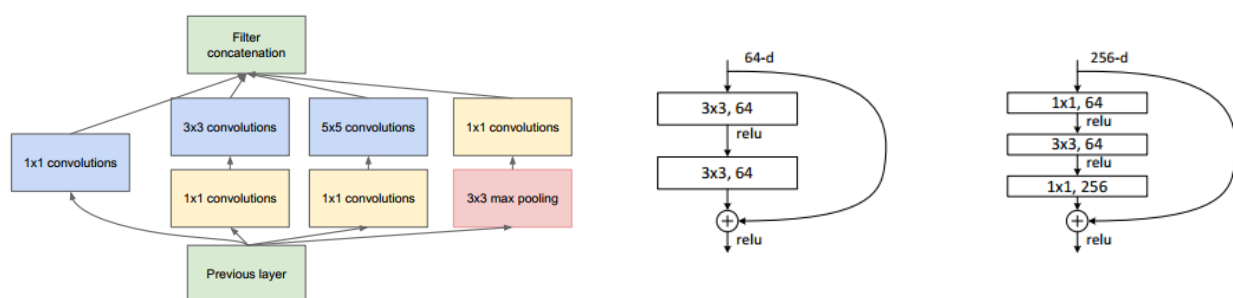 Filter
concatenation
3x3 convolutions
5x5 convolutions
1x1 convolutions
1x1 convolutions
1x1 convolutions
1x1 convolutions
3x3 max pooling
Previous layer
64-d
3x3, 64
relu
3x3, 64
+
relu
256-d
1x1, 64
relu
3x3, 64
relu
1x1, 256
+
relu